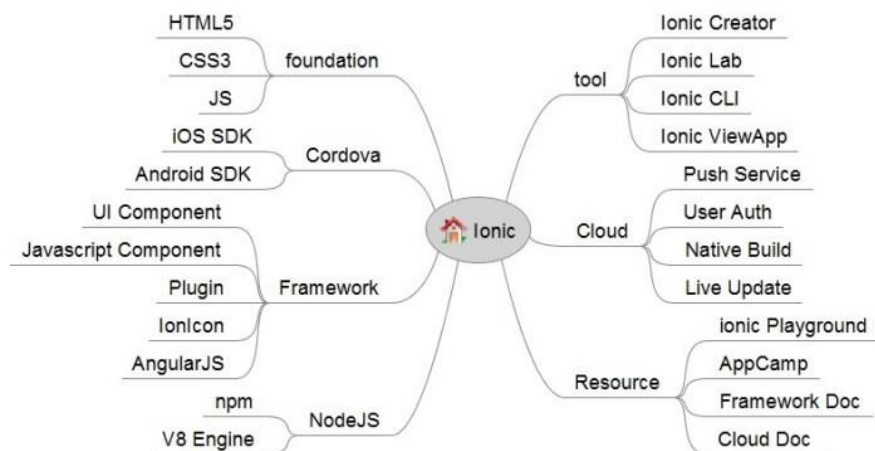 HTML5
CSS3
JS
foundation
iOS SDK
Android SDK
Cordova
UI Component
Javascript Component
Plugin
IonIcon
AngularJS
Framework
npm
V8 Engine
NodeJS
Ionic
tool
Ionic Creator
Ionic Lab
Ionic CLI
Ionic ViewApp
Cloud
Push Service
User Auth
Native Build
Live Update
Resource
ionic Playground
AppCamp
Framework Doc
Cloud Doc